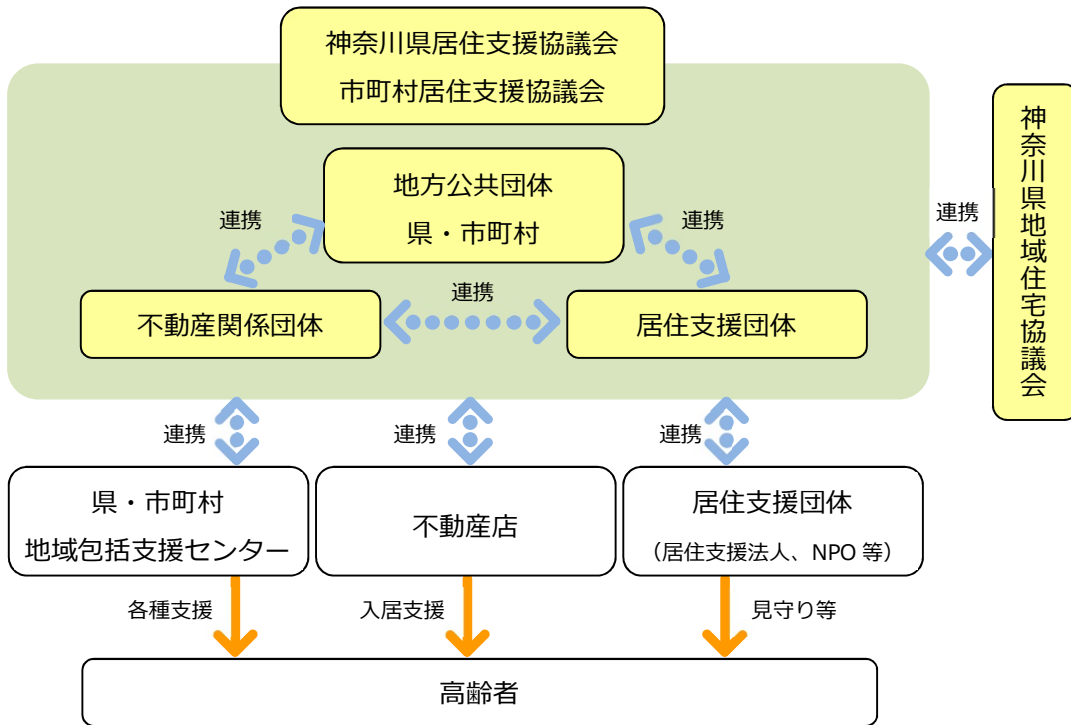 神奈川県居住支援協議会
市町村居住支援協議会
地方公共団体
県・市町村
連携
連携
連携
不動産関係団体
居住支援団体
連携
神奈川県地域住宅協議会
連携
連携
連携
県・市町村
地域包括支援センター
不動産店
居住支援団体
（居住支援法人、NPO 等）
各種支援
入居支援
見守り等
高齢者